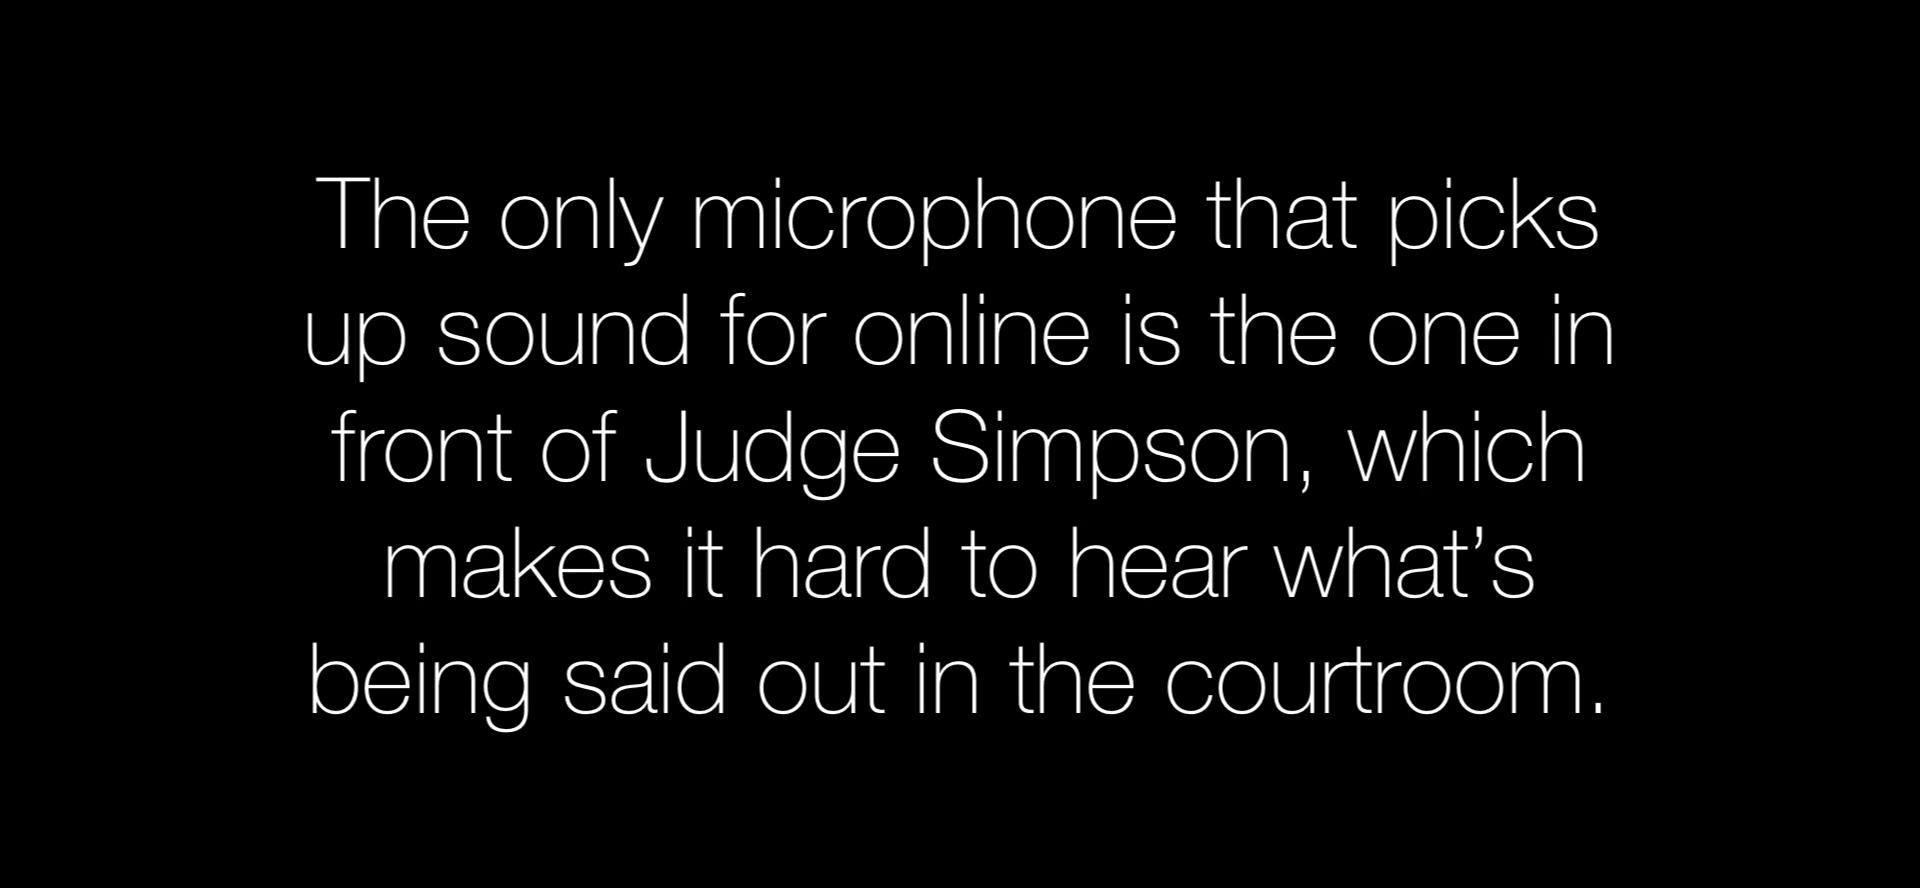 The only microphone that picks
up sound for online is the one in
front of Judge Simpson, which
makes it hard to hear what’s
being said out in the courtroom.